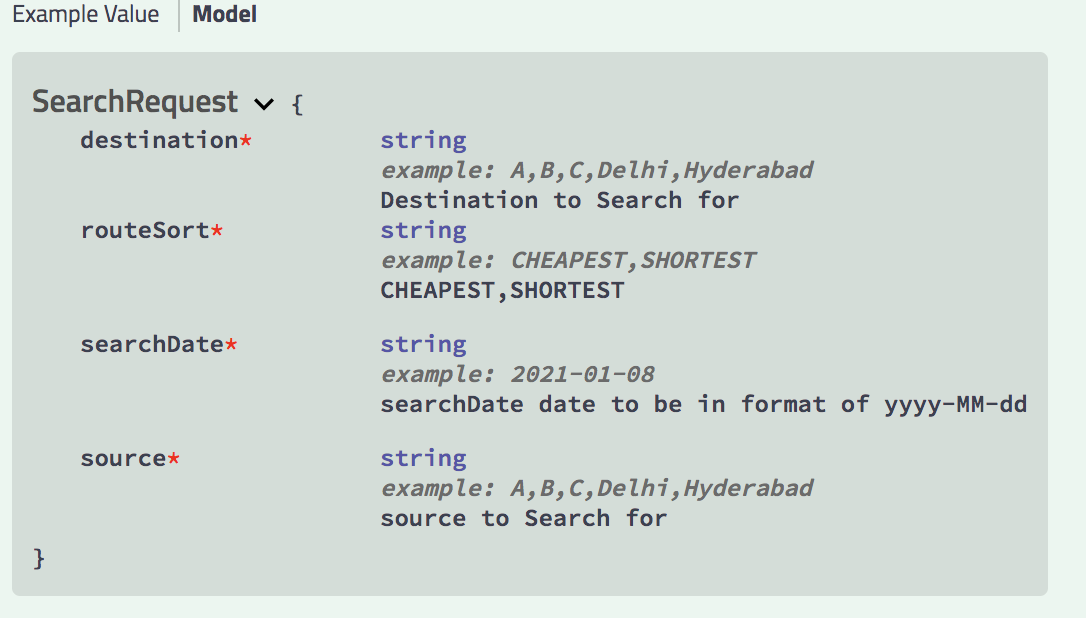 Example Value | Model
SearchRequest {
destination* string
example: A,B,C,Delhi,Hyderabad
Destination to Search for
routeSort* string
example: CHEAPEST,SHORTEST
CHEAPEST,SHORTEST
searchDate* string
example: 2021-01-08
searchDate date to be in format of yyyy-MM-dd
source* string
example: A,B,C,Delhi,Hyderabad
source to Search for
}